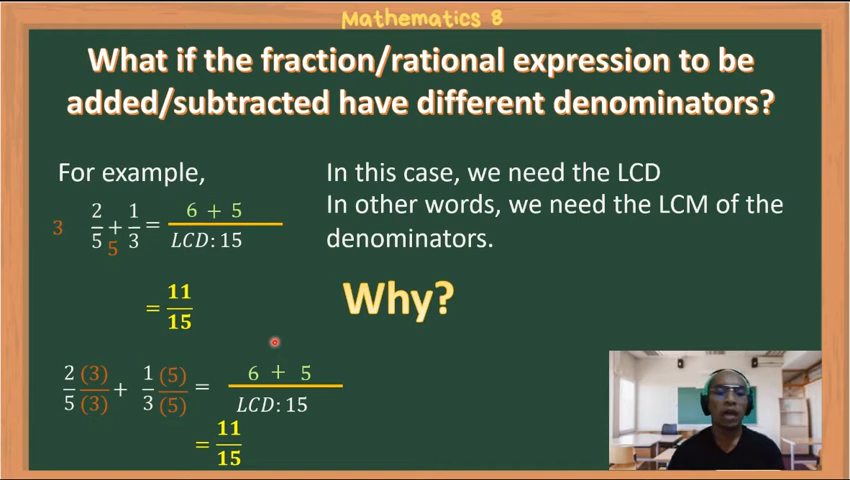 Mathematics 8
What if the fraction/rational expression to be
added/subtracted have different denominators?
For example,
3 2/5 + 5 1/3 = 6 + 5 / LCD: 15
= 11/15
In this case, we need the LCD
In other words, we need the LCM of the
denominators.
Why?
2/5 (3)/(3) + 1/3 (5)/(5) = 6 + 5 / LCD: 15
= 11/15